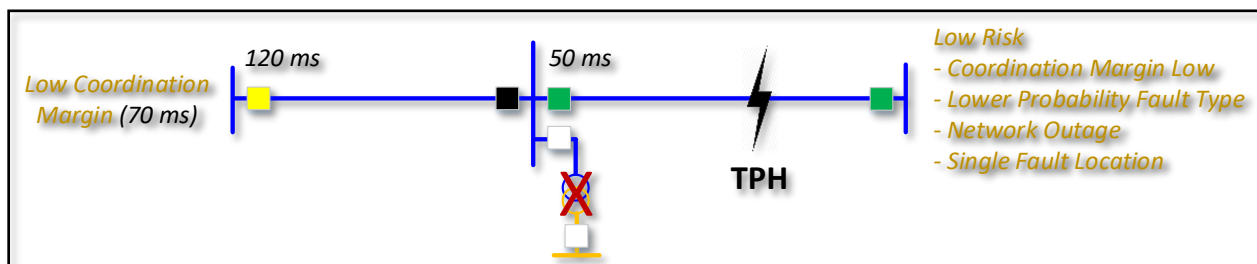 Low Coordination
Margin (70 ms)
120 ms
50 ms
TPH
Low Risk
- Coordination Margin Low
- Lower Probability Fault Type
- Network Outage
- Single Fault Location